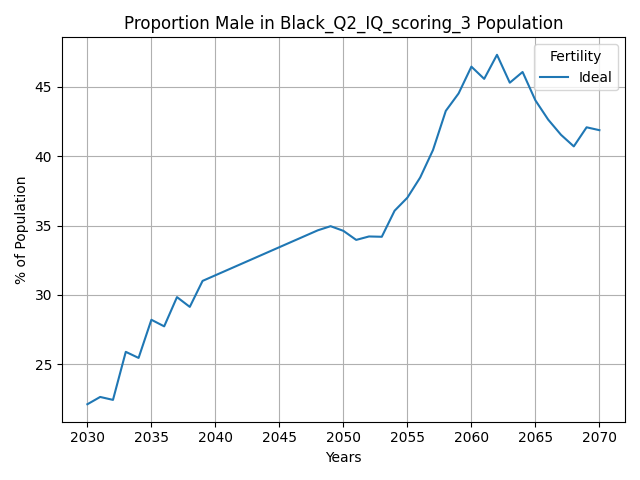 Proportion Male in Black_Q2_IQ_scoring_3 Population
Fertility
Ideal
% of Population
45
40
35
30
25
2030 2035 2040 2045 2050 2055 2060 2065 2070
Years